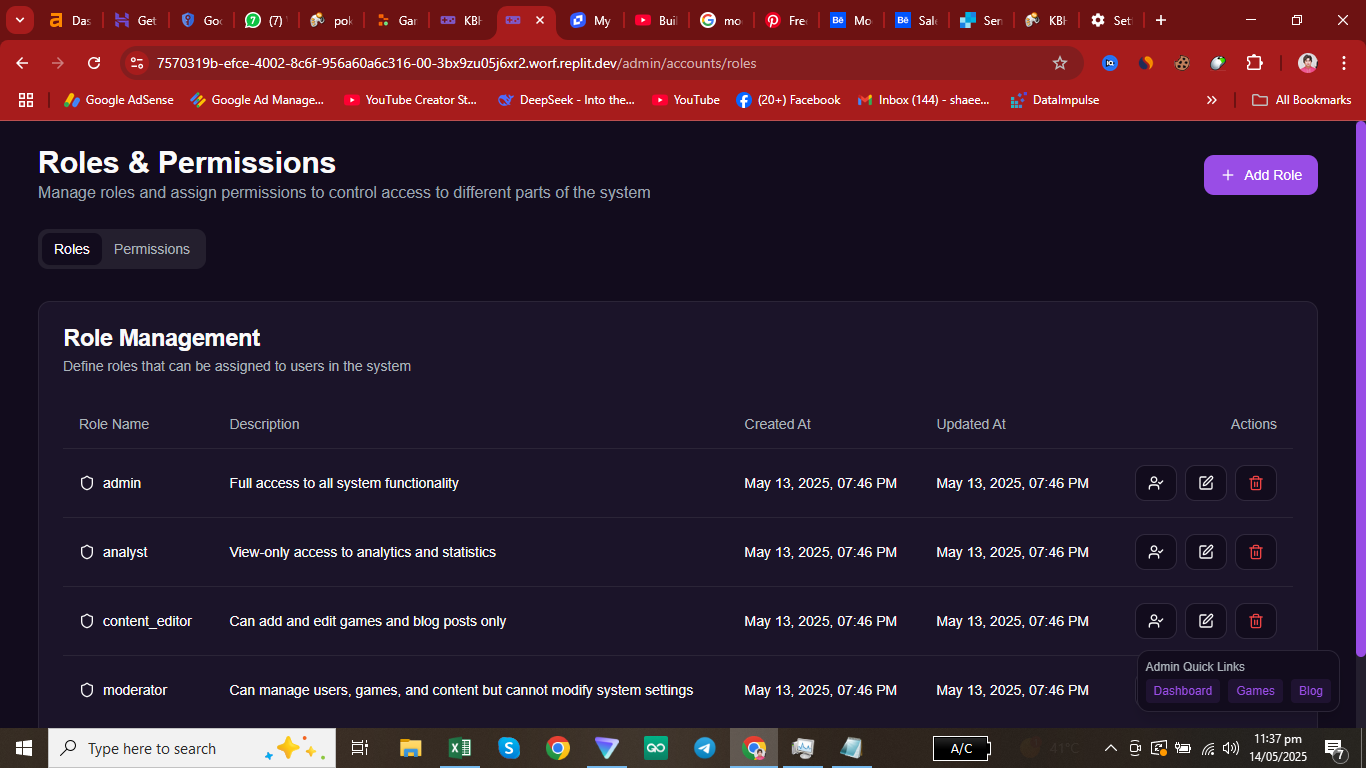 Das
Get
Goo
(7)
pok
Gar
KBH
My
Buil
mo
Free
Bē
Mo
Bē
Sale
Sen
KBH
Set
7570319b-efce-4002-8c6f-956a60a6c316-00-3bx9zu05j6xr2.worf.replit.dev/admin/accounts/roles
Google AdSense
Google Ad Manage...
YouTube Creator St...
DeepSeek - Into the...
YouTube
(20+) Facebook
Inbox (144) - shaee...
DataImpulse
All Bookmarks
Roles & Permissions
Manage roles and assign permissions to control access to different parts of the system
Add Role
Roles
Permissions
Role Management
Define roles that can be assigned to users in the system
Role Name Description Created At Updated At Actions
admin Full access to all system functionality May 13, 2025, 07:46 PM May 13, 2025, 07:46 PM
analyst View-only access to analytics and statistics May 13, 2025, 07:46 PM May 13, 2025, 07:46 PM
content_editor Can add and edit games and blog posts only May 13, 2025, 07:46 PM May 13, 2025, 07:46 PM
moderator Can manage users, games, and content but cannot modify system settings May 13, 2025, 07:46 PM May 13, 2025, 07:46 PM
Admin Quick Links
Dashboard Games Blog
Type here to search
A/C
41°C
11:37 pm
14/05/2025
7